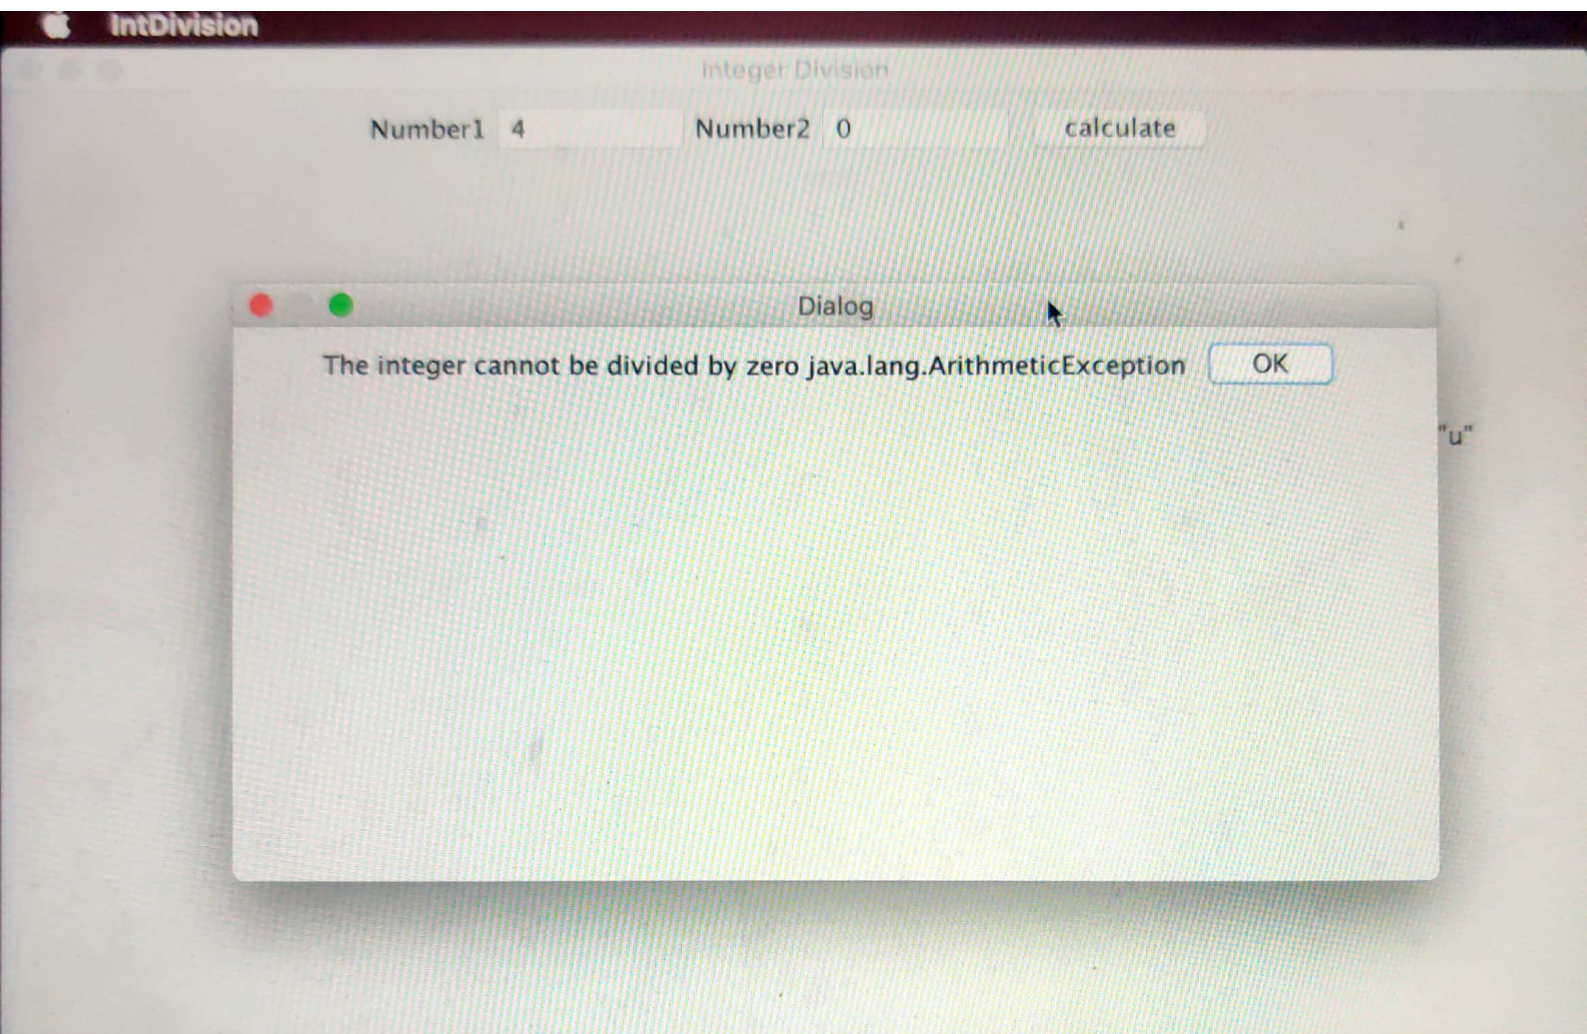 IntDivision
Integer Division
Number1 4 Number2 0 calculate
Dialog
The integer cannot be divided by zero java.lang.ArithmeticException OK
"u"